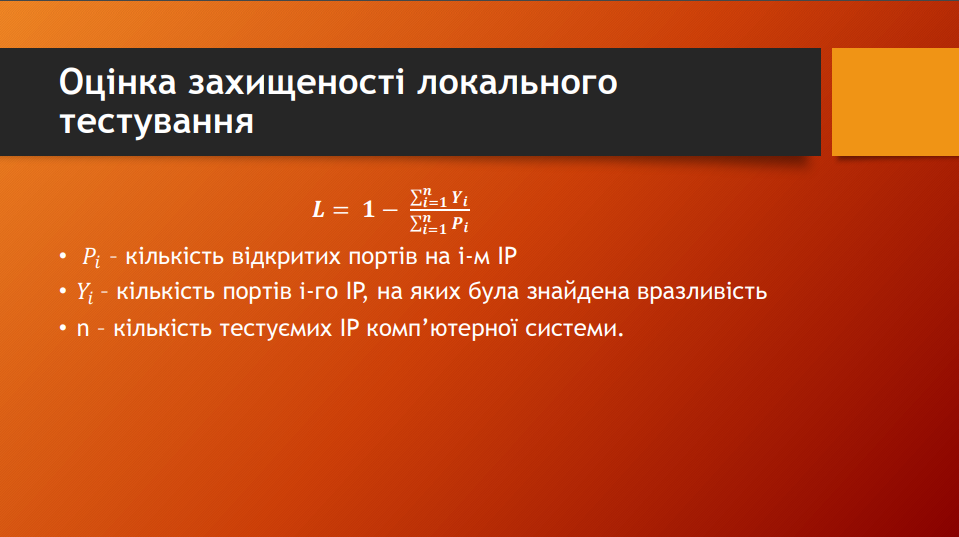 Оцінка захищеності локального
тестування
L = 1 − ∑ⁿᵢ₌₁ Yᵢ / ∑ⁿᵢ₌₁ Pᵢ
• Pᵢ – кількість відкритих портів на і-м IP
• Yᵢ – кількість портів і-го IP, на яких була знайдена вразливість
• n – кількість тестуємих IP комп’ютерної системи.